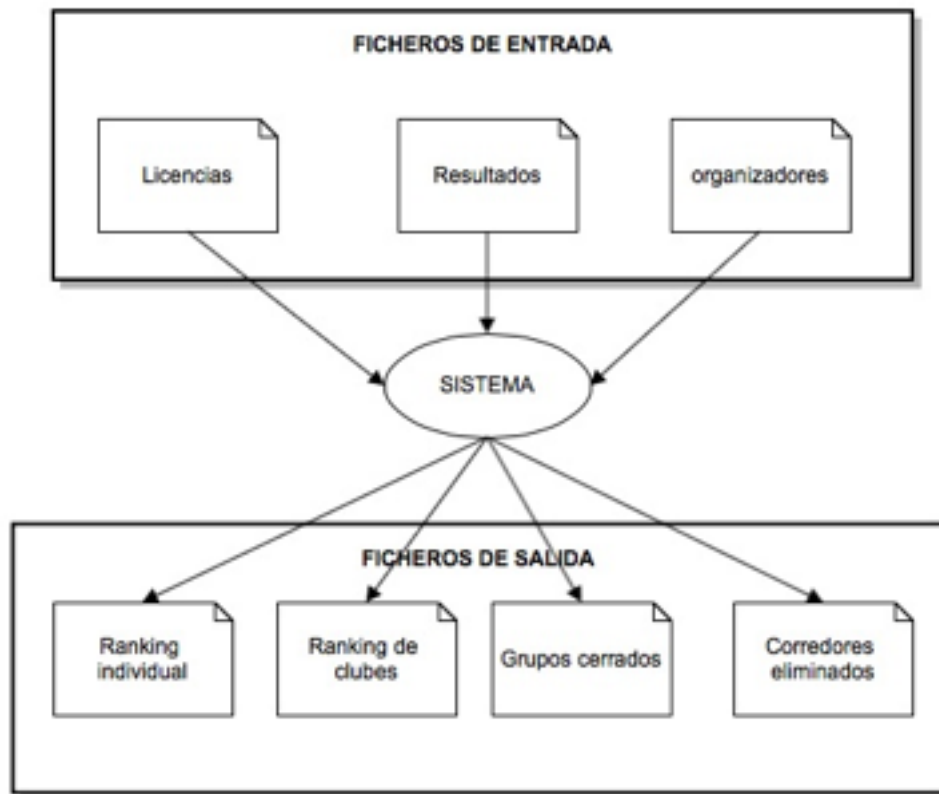 FICHEROS DE ENTRADA
Licencias
Resultados
organizadores
SISTEMA
FICHEROS DE SALIDA
Ranking
individual
Ranking de
clubes
Grupos cerrados
Corredores
eliminados